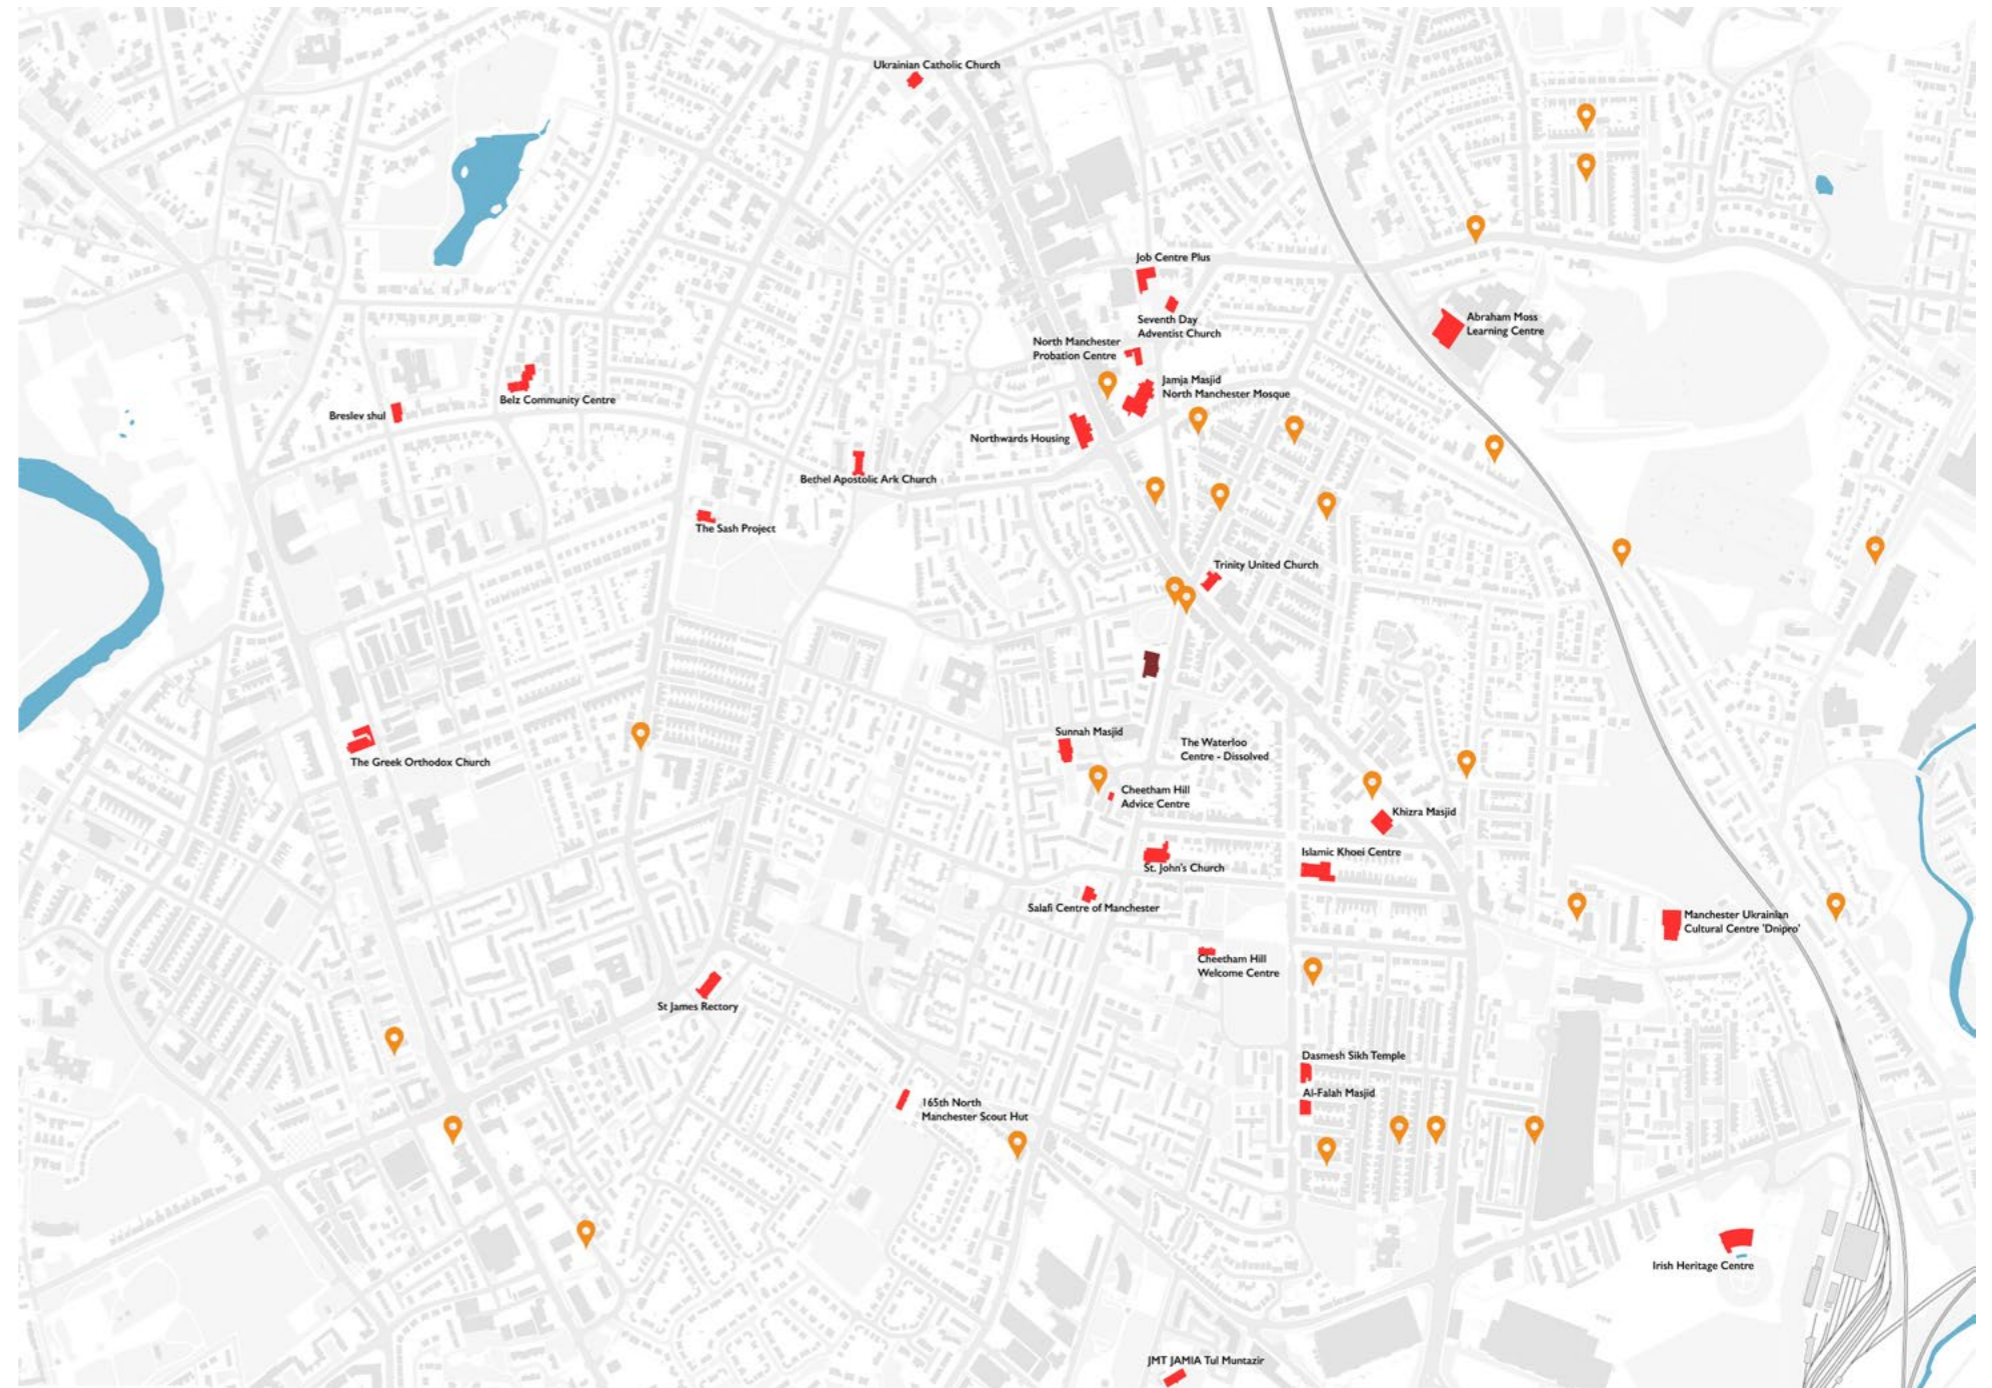 Ukrainian Catholic Church
Job Centre Plus
Seventh Day
Adventist Church
Abraham Moss
Learning Centre
North Manchester
Probation Centre
Jamja Masjid
North Manchester Mosque
Belz Community Centre
Breslev shul
Northwards Housing
Bethel Apostolic Ark Church
The Sash Project
Trinity United Church
Sunnah Masjid
The Waterloo
Centre - Dissolved
The Greek Orthodox Church
Cheetham Hill
Advice Centre
Khizra Masjid
Islamic Khoei Centre
St. John's Church
Salafi Centre of Manchester
Manchester Ukrainian
Cultural Centre 'Dnipro'
Cheetham Hill
Welcome Centre
St James Rectory
Dasmesh Sikh Temple
Al-Falah Masjid
165th North
Manchester Scout Hut
Irish Heritage Centre
JMT JAMIA Tul Muntazir